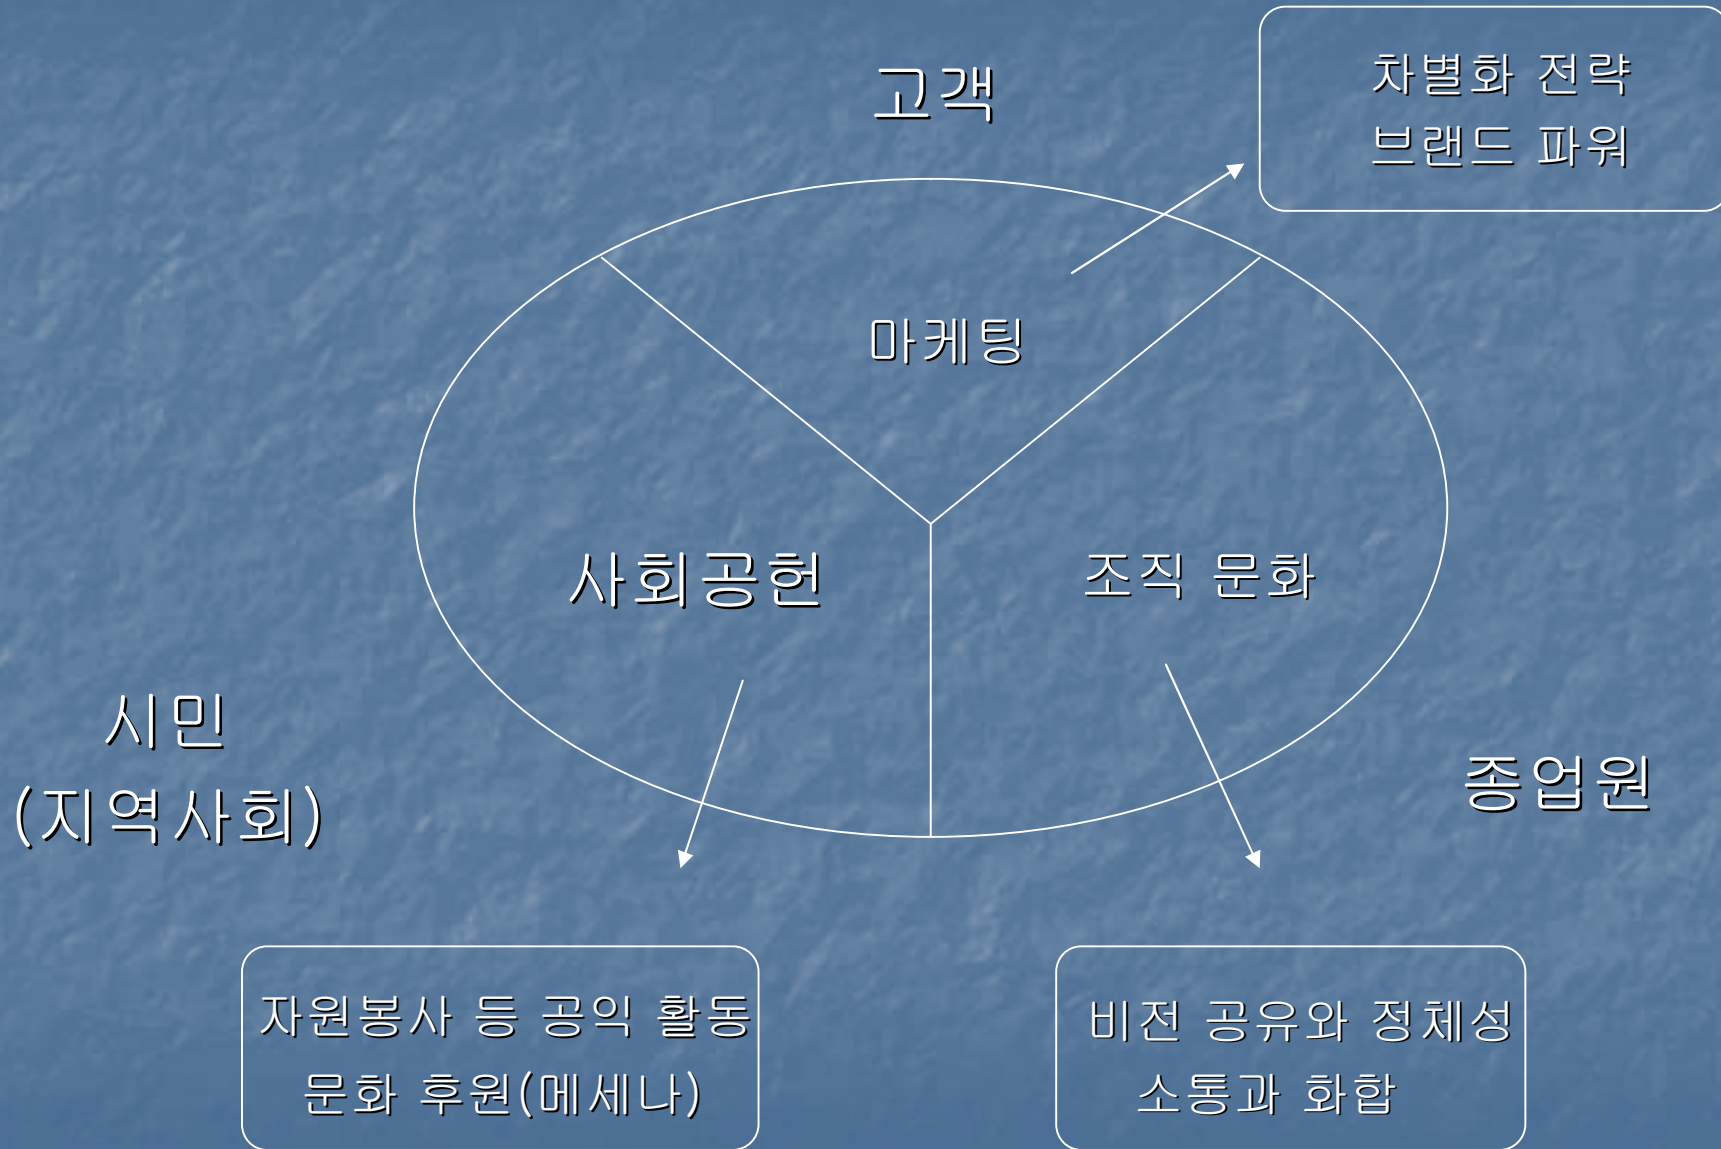 고객
차별화 전략
브랜드 파워
마케팅
사회공헌
조직 문화
시민
(지역사회)
종업원
자원봉사 등 공익 활동
문화 후원(메세나)
비전 공유와 정체성
소통과 화합